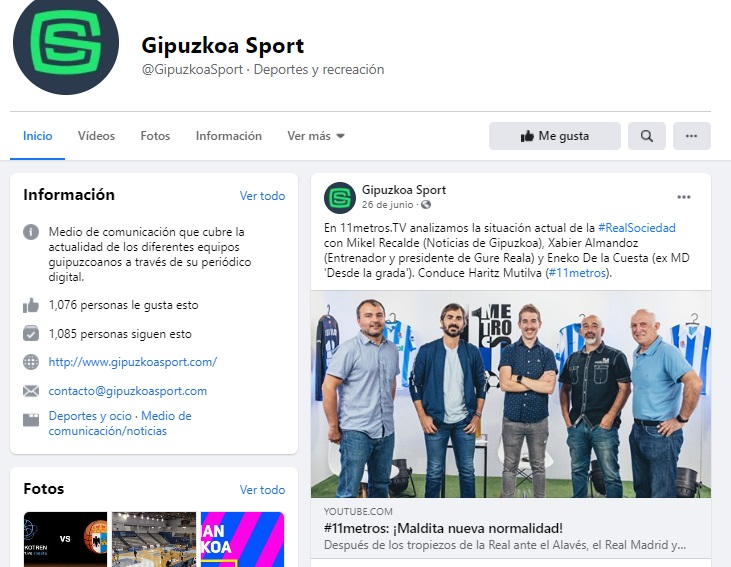 Gipuzkoa Sport
@GipuzkoaSport · Deportes y recreación
Inicio
Vídeos
Fotos
Información
Ver más
Me gusta
Información
Ver todo
Medio de comunicación que cubre la
actualidad de los diferentes equipos
guipuzcoanos a través de su periódico
digital.
1,076 personas le gusta esto
1,085 personas siguen esto
http://www.gipuzkoasport.com/
contacto@gipuzkoasport.com
Deportes y ocio · Medio de
comunicación/noticias
Fotos
Ver todo
KOTREN
VS
IAN
KOA
Gipuzkoa Sport
26 de junio ·
En 11metros.TV analizamos la situación actual de la #RealSociedad
con Mikel Recalde (Noticias de Gipuzkoa), Xabier Almandoz
(Entrenador y presidente de Gure Reala) y Eneko De la Cuesta (ex MD
'Desde la grada'). Conduce Haritz Mutilva (#11metros).
METROS
YOUTUBE.COM
#11metros: ¡Maldita nueva normalidad!
Después de los tropiezos de la Real ante el Alavés, el Real Madrid y...